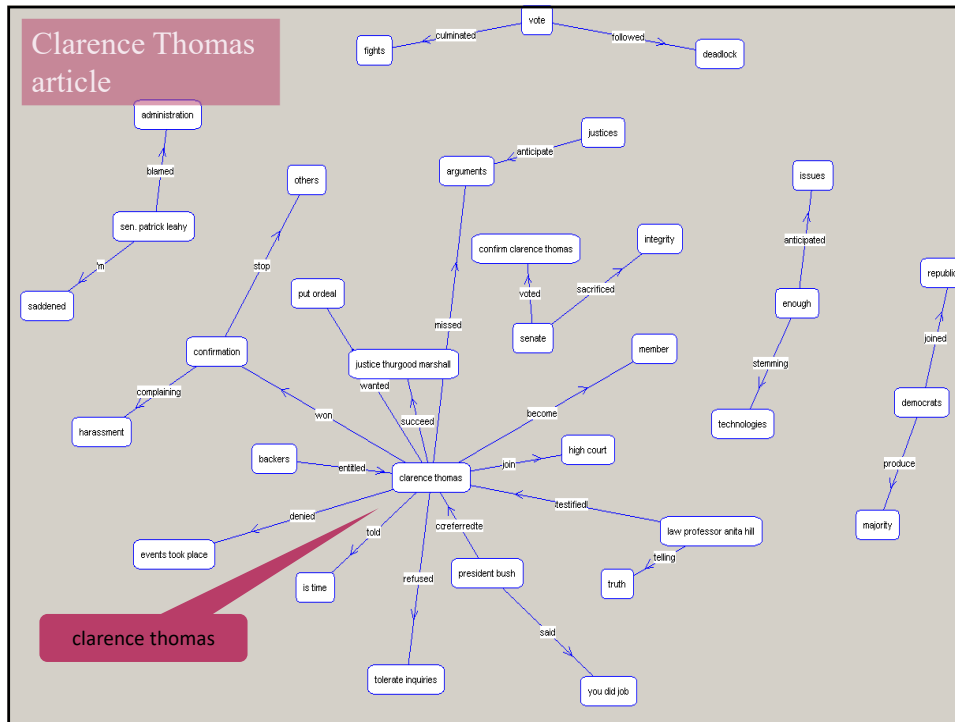 Clarence Thomas
article
vote
culminated
followed
fights
deadlock
administration
justices
anticipate
blamed
arguments
others
issues
sen. patrick leahy
confirm clarence thomas
integrity
anticipated
'm
stop
sacrificed
republic
saddened
put ordeal
voted
enough
missed
senate
joined
confirmation
justice thurgood marshall
member
stemming
complaining
wanted
become
democrats
harassment
won
succeed
technologies
backers
entitled
join
high court
clarence thomas
produce
denied
testified
told
law professor anita hill
majority
events took place
telling
is time
refused
president bush
truth
clarence thomas
said
tolerate inquiries
you did job